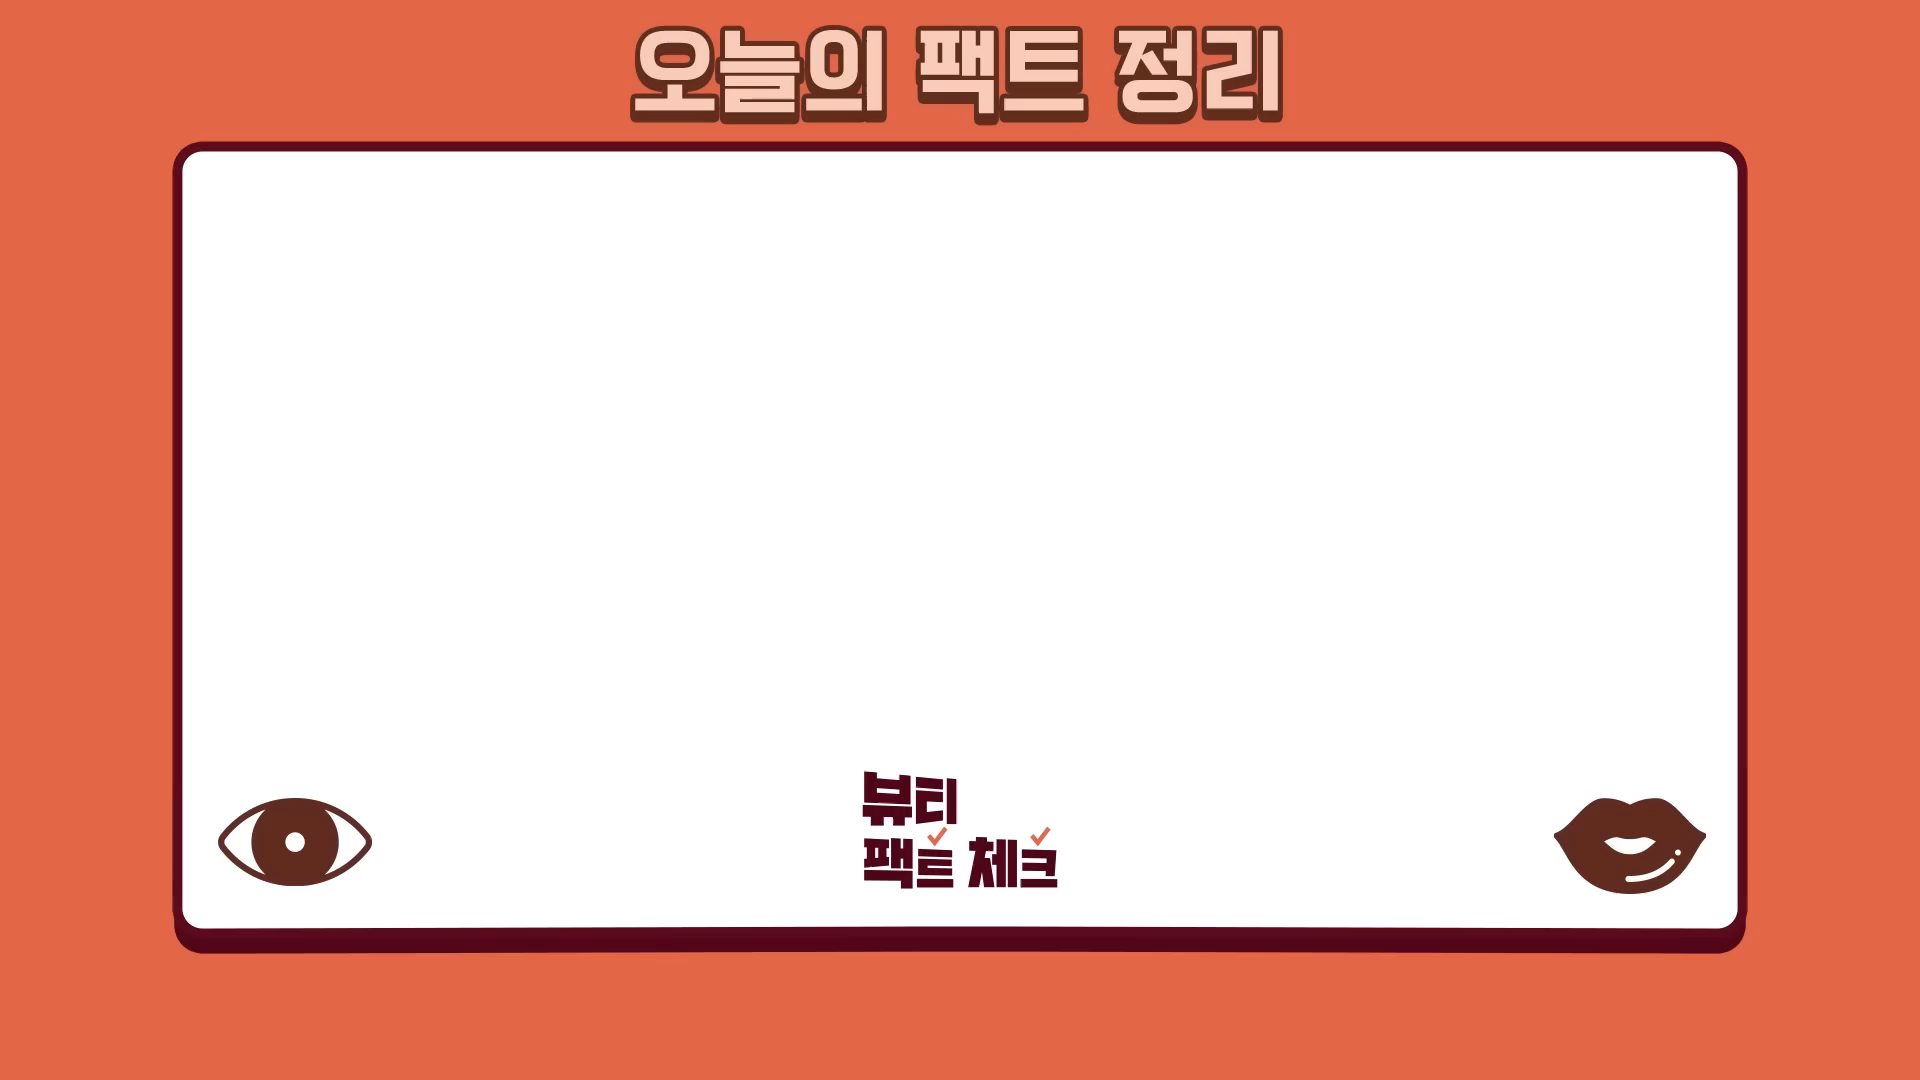 오늘의 팩트 정리
뷰티
팩트 체크